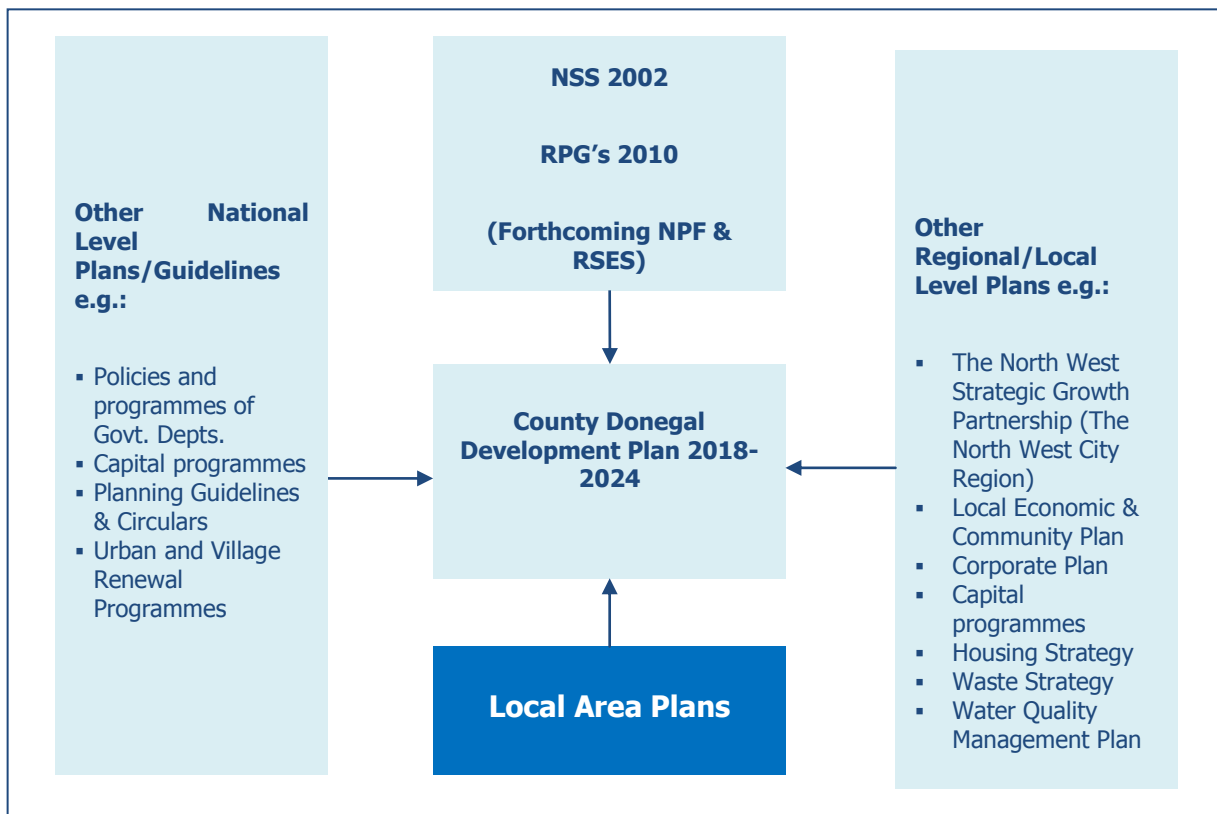 Other National
Level
Plans/Guidelines
e.g.:
▪ Policies and
programmes of
Govt. Depts.
▪ Capital programmes
▪ Planning Guidelines
& Circulars
▪ Urban and Village
Renewal
Programmes
NSS 2002
RPG’s 2010
(Forthcoming NPF &
RSES)
County Donegal
Development Plan 2018-
2024
Local Area Plans
Other
Regional/Local
Level Plans e.g.:
▪ The North West
Strategic Growth
Partnership (The
North West City
Region)
▪ Local Economic &
Community Plan
▪ Corporate Plan
▪ Capital
programmes
▪ Housing Strategy
▪ Waste Strategy
▪ Water Quality
Management Plan